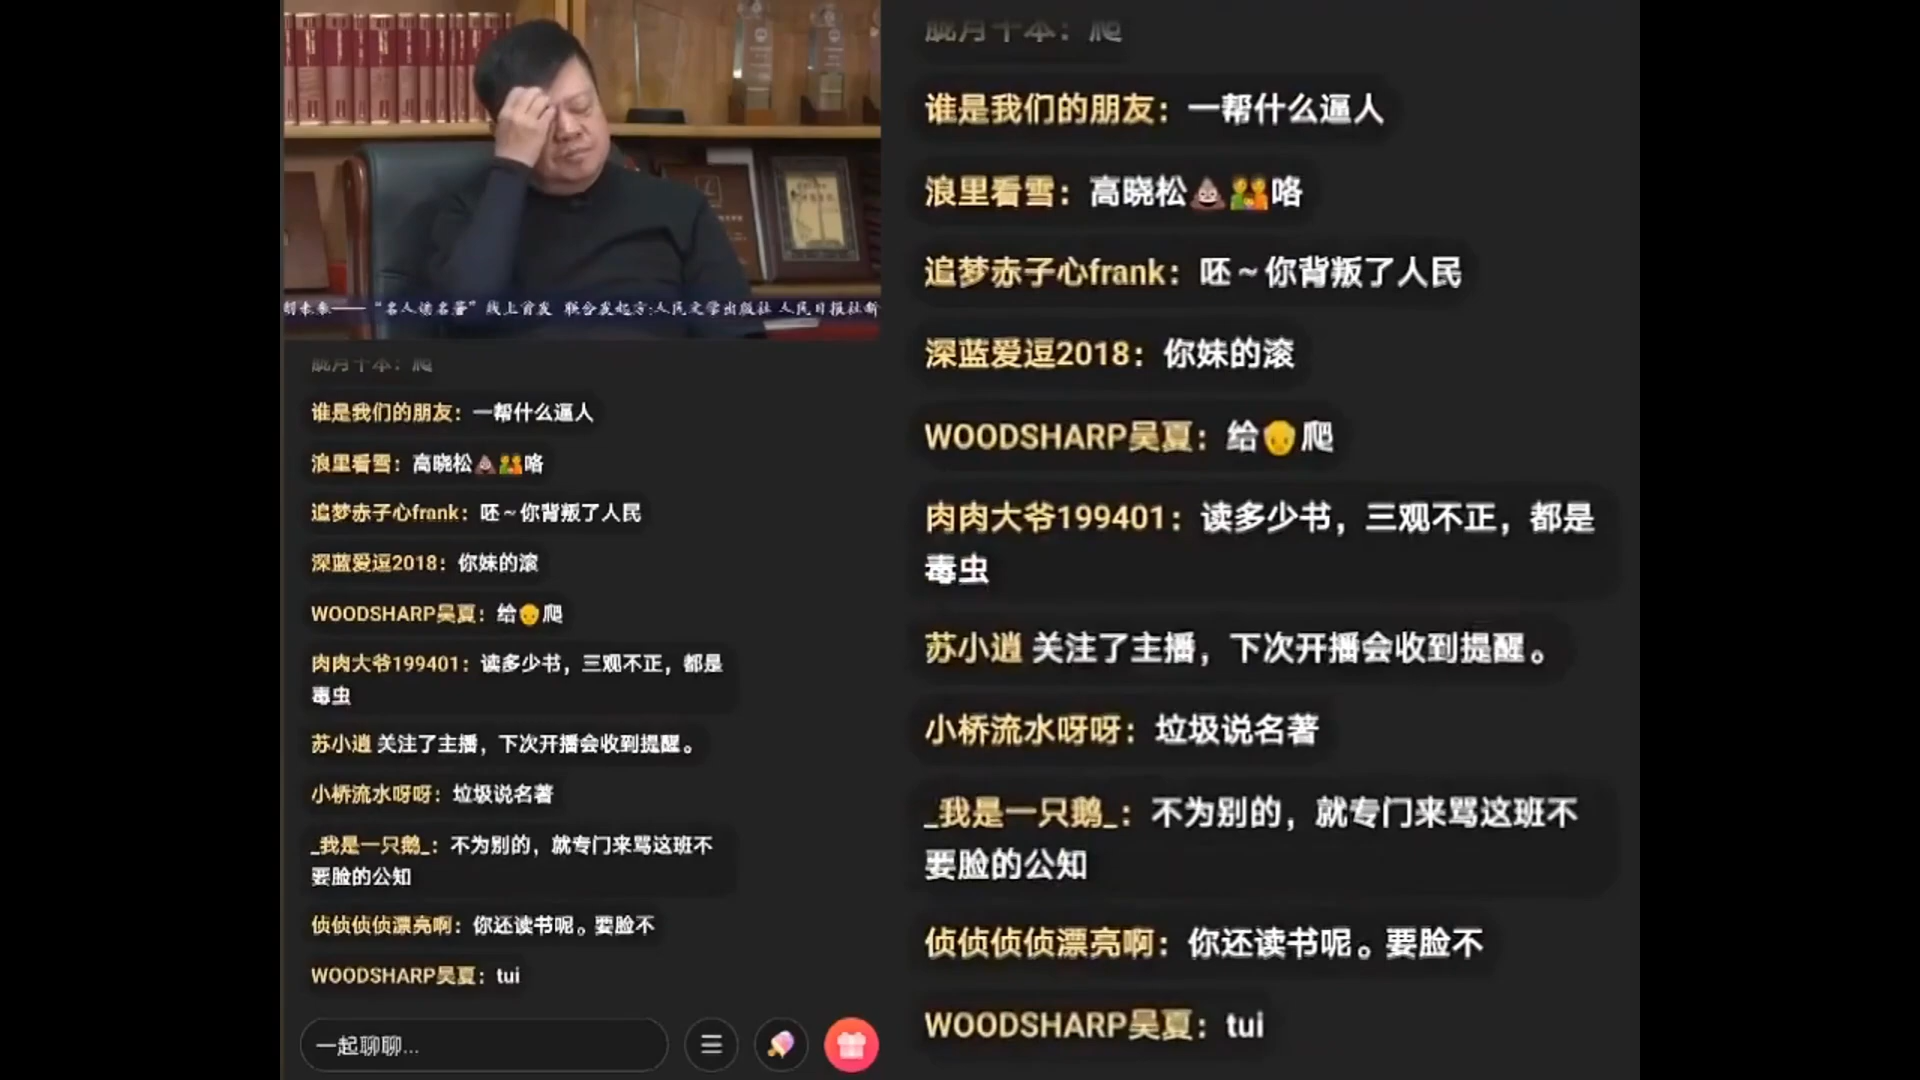 "名人读名著" 线上首发 联合发起方:人民文学出版社 人民日报社新
胧月千本：爬
谁是我们的朋友：一帮什么逼人
浪里看雪：高晓松💩👨‍👩‍👦咯
追梦赤子心frank：呸～你背叛了人民
深蓝爱逗2018：你妹的滚
WOODSHARP吴夏：给👴爬
肉肉大爷199401：读多少书，三观不正，都是
毒虫
苏小逍 关注了主播，下次开播会收到提醒。
小桥流水呀呀：垃圾说名著
_我是一只鹅_：不为别的，就专门来骂这班不
要脸的公知
侦侦侦侦漂亮啊：你还读书呢。要脸不
WOODSHARP吴夏：tui
一起聊聊...
胧月千本：爬
谁是我们的朋友：一帮什么逼人
浪里看雪：高晓松💩👨‍👩‍👦咯
追梦赤子心frank：呸～你背叛了人民
深蓝爱逗2018：你妹的滚
WOODSHARP吴夏：给👴爬
肉肉大爷199401：读多少书，三观不正，都是
毒虫
苏小逍 关注了主播，下次开播会收到提醒。
小桥流水呀呀：垃圾说名著
_我是一只鹅_：不为别的，就专门来骂这班不
要脸的公知
侦侦侦侦漂亮啊：你还读书呢。要脸不
WOODSHARP吴夏：tui